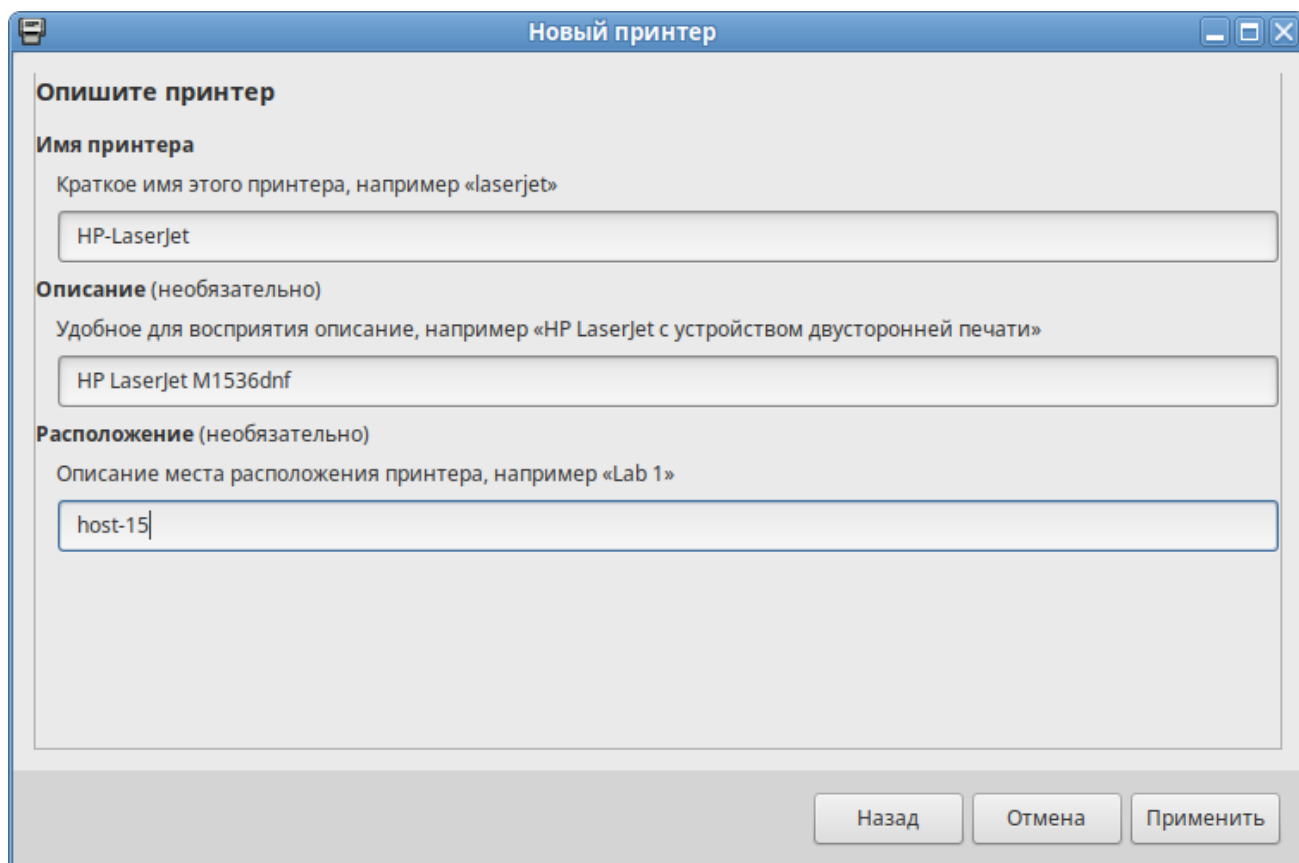 Новый принтер
Опишите принтер
Имя принтера
Краткое имя этого принтера, например «laserjet»
HP-LaserJet
Описание (необязательно)
Удобное для восприятия описание, например «HP LaserJet с устройством двусторонней печати»
HP LaserJet M1536dnf
Расположение (необязательно)
Описание места расположения принтера, например «Lab 1»
host-15
Назад Отмена Применить